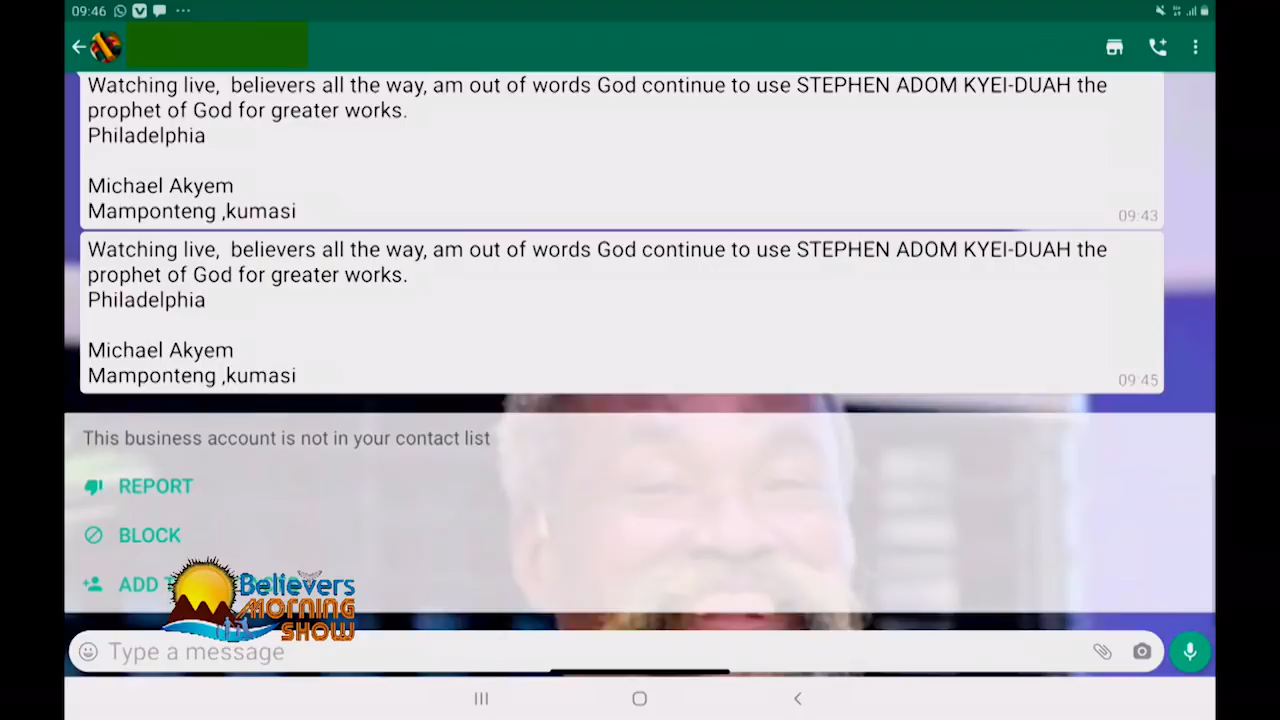 09:46
Watching live,  believers all the way, am out of words God continue to use STEPHEN ADOM KYEI-DUAH the
prophet of God for greater works.
Philadelphia
Michael Akyem
Mamponteng ,kumasi
09:43
Watching live,  believers all the way, am out of words God continue to use STEPHEN ADOM KYEI-DUAH the
prophet of God for greater works.
Philadelphia
Michael Akyem
Mamponteng ,kumasi
09:45
This business account is not in your contact list
REPORT
BLOCK
ADD
Believers
MORNING
SHOW
Type a message